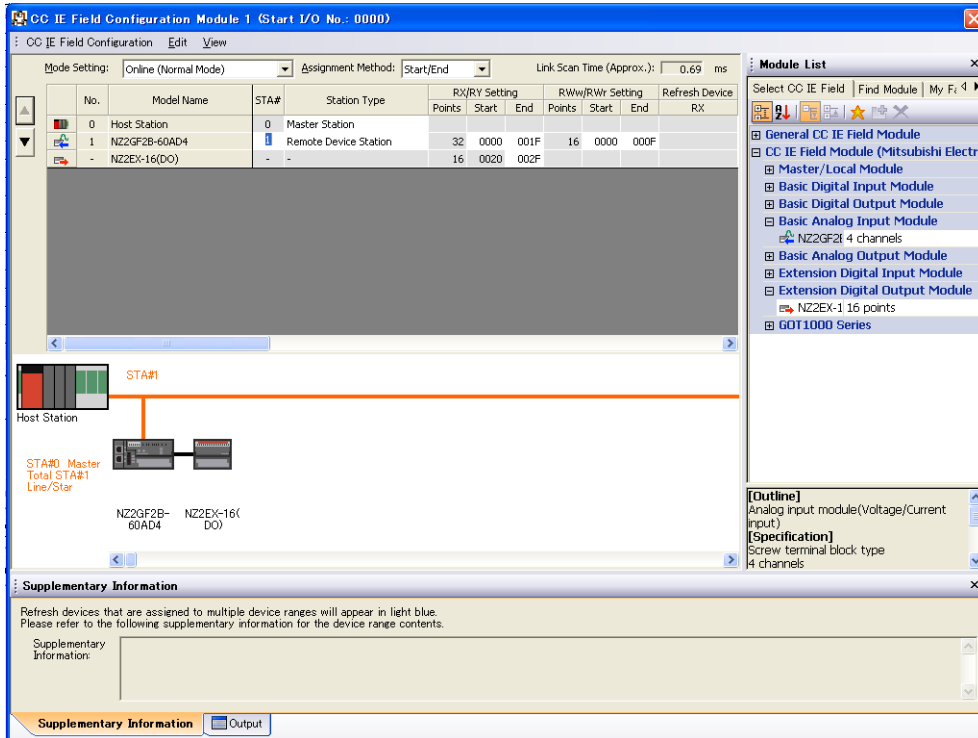 CC IE Field Configuration Module 1 (Start I/O No.: 0000)
CC IE Field Configuration Edit View
Mode Setting: Online (Normal Mode) Assignment Method: Start/End Link Scan Time (Approx.): 0.69 ms
No. Model Name STA# Station Type RX/RY Setting RWw/RWr Setting Refresh Device
Points Start End Points Start End RX
0 Host Station 0 Master Station
1 NZ2GF2B-60AD4 1 Remote Device Station 32 0000 001F 16 0000 000F
- NZ2EX-16(DO) - - 16 0020 002F
STA#1
Host Station
STA#0 Master
Total STA#1
Line/Star
NZ2GF2B-
60AD4
NZ2EX-16(
DO)
Module List
Select CC IE Field Find Module My Fa
General CC IE Field Module
CC IE Field Module (Mitsubishi Electr
Master/Local Module
Basic Digital Input Module
Basic Digital Output Module
Basic Analog Input Module
NZ2GF2 4 channels
Basic Analog Output Module
Extension Digital Input Module
Extension Digital Output Module
NZ2EX-1 16 points
GOT1000 Series
[Outline]
Analog input module(Voltage/Current
input)
[Specification]
Screw terminal block type
4 channels
Supplementary Information
Refresh devices that are assigned to multiple device ranges will appear in light blue.
Please refer to the following supplementary information for the device range contents.
Supplementary
Information:
Supplementary Information Output